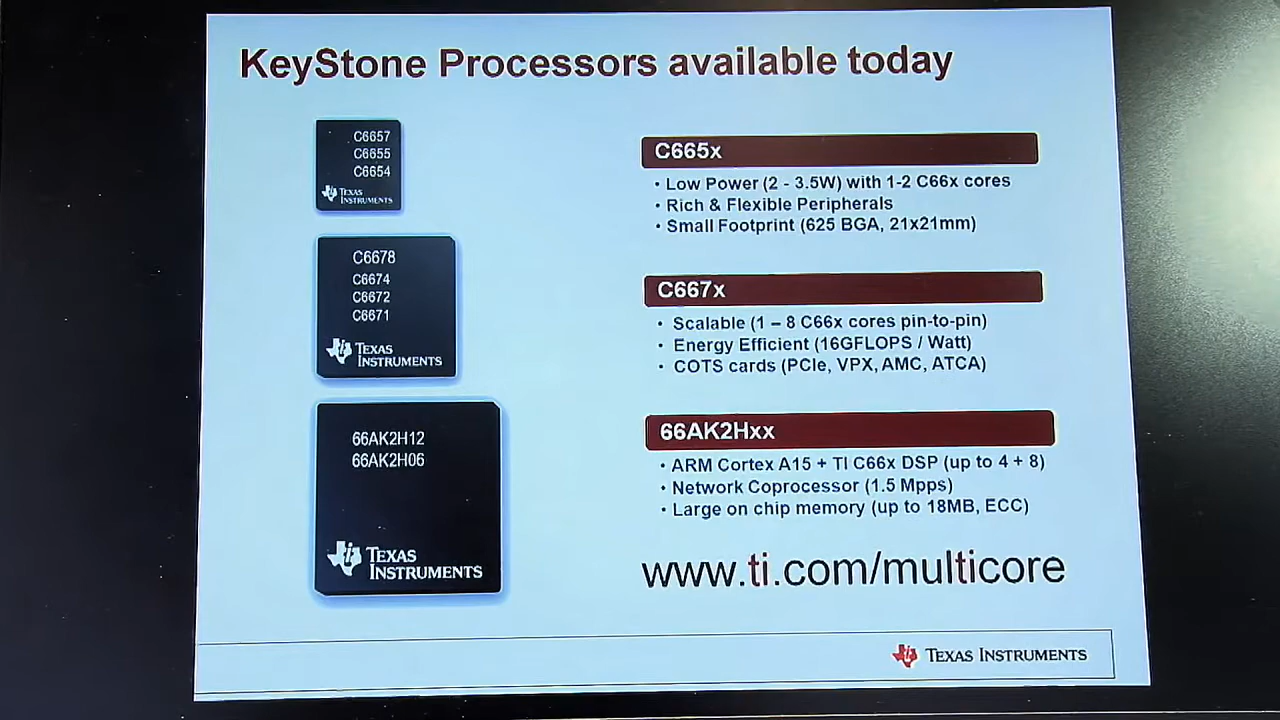 KeyStone Processors available today
C6657
C6655
C6654
TEXAS
INSTRUMENTS
C665x
• Low Power (2 - 3.5W) with 1-2 C66x cores
• Rich & Flexible Peripherals
• Small Footprint (625 BGA, 21x21mm)
C6678
C6674
C6672
C6671
TEXAS
INSTRUMENTS
C667x
• Scalable (1 – 8 C66x cores pin-to-pin)
• Energy Efficient (16GFLOPS / Watt)
• COTS cards (PCIe, VPX, AMC, ATCA)
66AK2H12
66AK2H06
TEXAS
INSTRUMENTS
66AK2Hxx
• ARM Cortex A15 + TI C66x DSP (up to 4 + 8)
• Network Coprocessor (1.5 Mpps)
• Large on chip memory (up to 18MB, ECC)
www.ti.com/multicore
TEXAS INSTRUMENTS